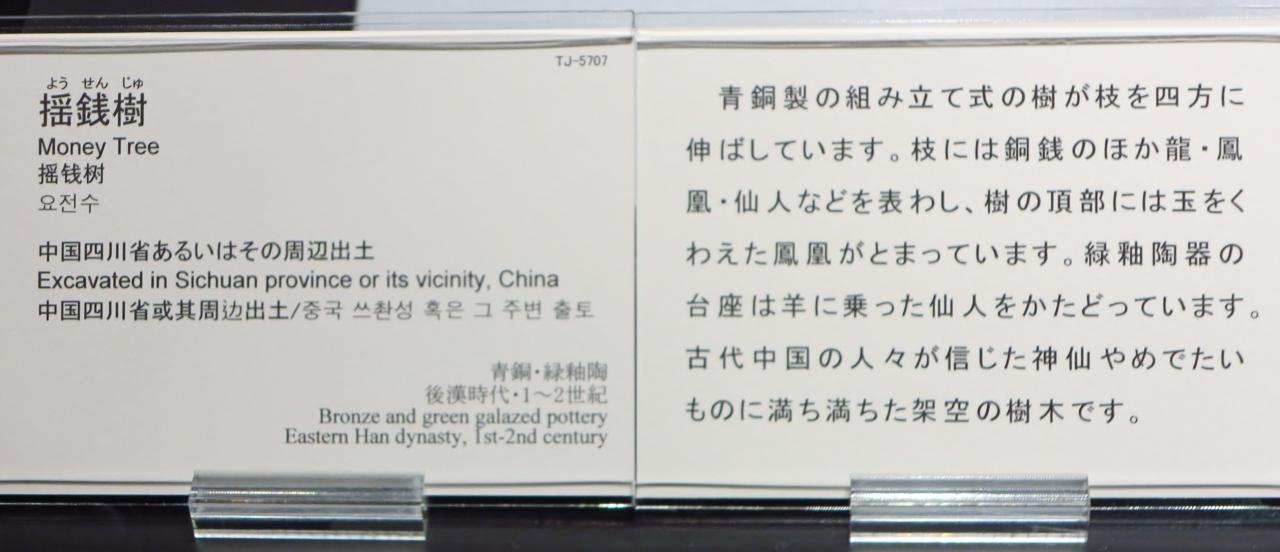 TJ-5707
よう せん じゅ
揺銭樹
Money Tree
摇钱树
요전수
中国四川省あるいはその周辺出土
Excavated in Sichuan province or its vicinity, China
中国四川省或其周边出土/중국 쓰촨성 혹은 그 주변 출토
青銅・緑釉陶
後漢時代・1～2世紀
Bronze and green galazed pottery
Eastern Han dynasty, 1st-2nd century
青銅製の組み立て式の樹が枝を四方に
伸ばしています。枝には銅銭のほか龍・鳳
凰・仙人などを表わし、樹の頂部には玉をく
わえた鳳凰がとまっています。緑釉陶器の
台座は羊に乗った仙人をかたどっています。
古代中国の人々が信じた神仙やめでたい
ものに満ち満ちた架空の樹木です。